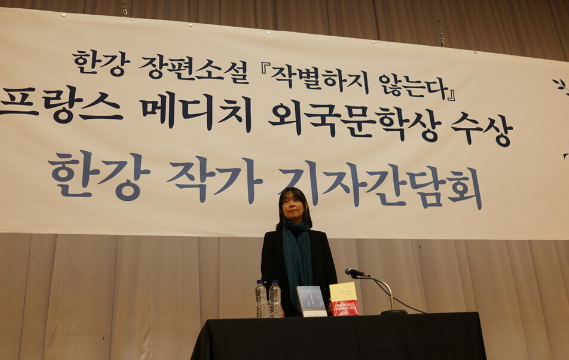 한강 장편소설 『작별하지 않는다』
프랑스 메디치 외국문학상 수상
한강 작가 기자간담회